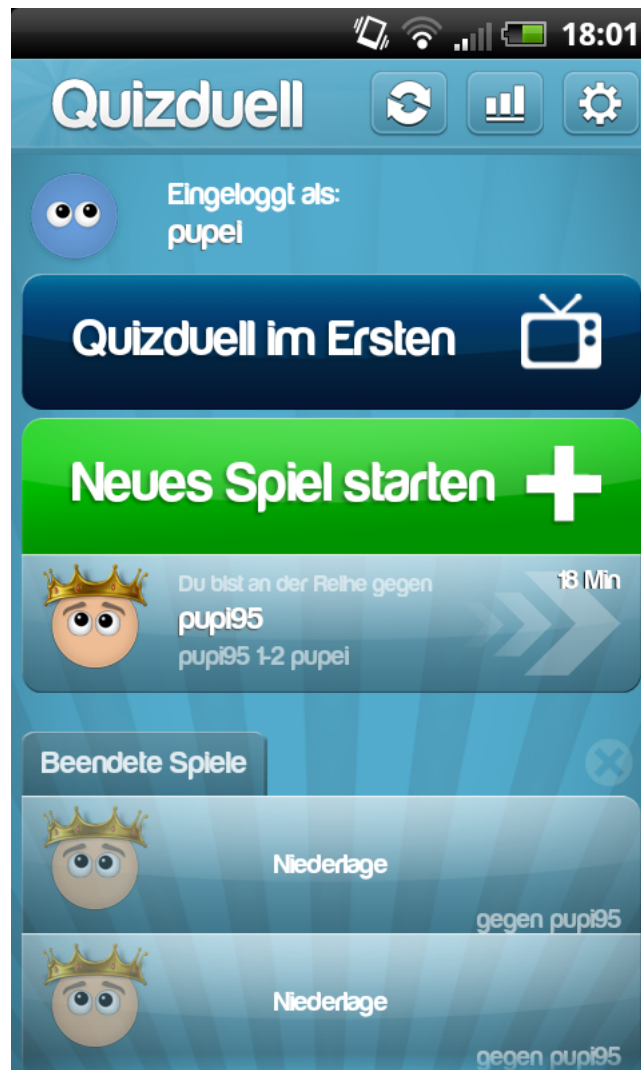 18:01
Quizduell
Eingeloggt als:
pupei
Quizduell im Ersten
Neues Spiel starten
Du bist an der Reihe gegen
18 Min
pupi95
pupi95 1-2 pupei
Beendete Spiele
Niederlage
gegen pupi95
Niederlage
gegen pupi95